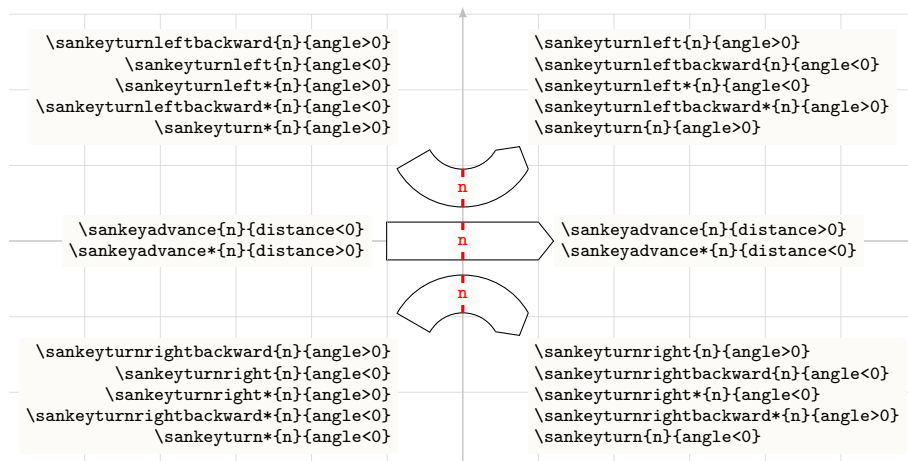 \sankeyturnleftbackward{n}{angle>0}
\sankeyturnleft{n}{angle<0}
\sankeyturnleft*{n}{angle>0}
\sankeyturnleftbackward*{n}{angle<0}
\sankeyturn*{n}{angle>0}
\sankeyturnleft{n}{angle>0}
\sankeyturnleftbackward{n}{angle<0}
\sankeyturnleft*{n}{angle<0}
\sankeyturnleftbackward*{n}{angle>0}
\sankeyturn{n}{angle>0}
n
\sankeyadvance{n}{distance<0}
\sankeyadvance*{n}{distance>0}
n
\sankeyadvance{n}{distance>0}
\sankeyadvance*{n}{distance<0}
n
\sankeyturnrightbackward{n}{angle>0}
\sankeyturnright{n}{angle<0}
\sankeyturnright*{n}{angle>0}
\sankeyturnrightbackward*{n}{angle<0}
\sankeyturn*{n}{angle<0}
\sankeyturnright{n}{angle>0}
\sankeyturnrightbackward{n}{angle<0}
\sankeyturnright*{n}{angle<0}
\sankeyturnrightbackward*{n}{angle>0}
\sankeyturn{n}{angle<0}